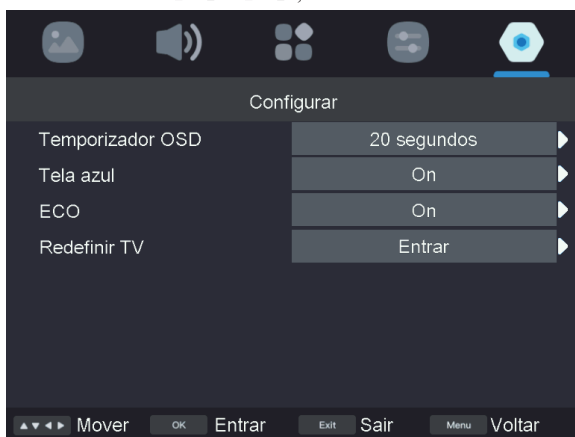 Configurar
Temporizador OSD 20 segundos
Tela azul On
ECO On
Redefinir TV Entrar
Mover OK Entrar Exit Sair Menu Voltar